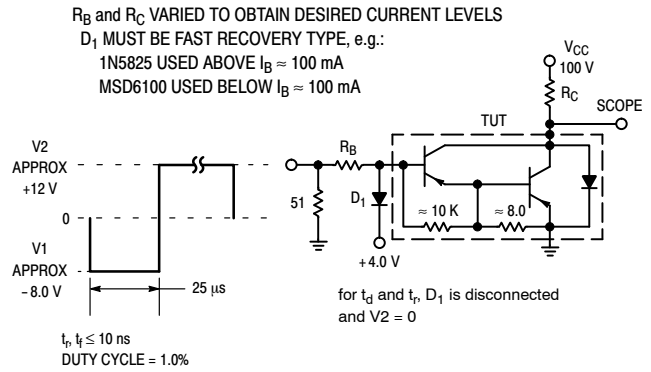 R_B and R_C VARIED TO OBTAIN DESIRED CURRENT LEVELS
D₁ MUST BE FAST RECOVERY TYPE, e.g.:
1N5825 USED ABOVE I_B ≈ 100 mA
MSD6100 USED BELOW I_B ≈ 100 mA
V_CC
100 V
R_C
SCOPE
TUT
V2
APPROX
+12 V
R_B
51
D₁
0
≈ 10 K
≈ 8.0
V1
APPROX
-8.0 V
+4.0 V
25 μs
for t_d and t_r, D₁ is disconnected
and V2 = 0
t_r, t_f ≤ 10 ns
DUTY CYCLE = 1.0%